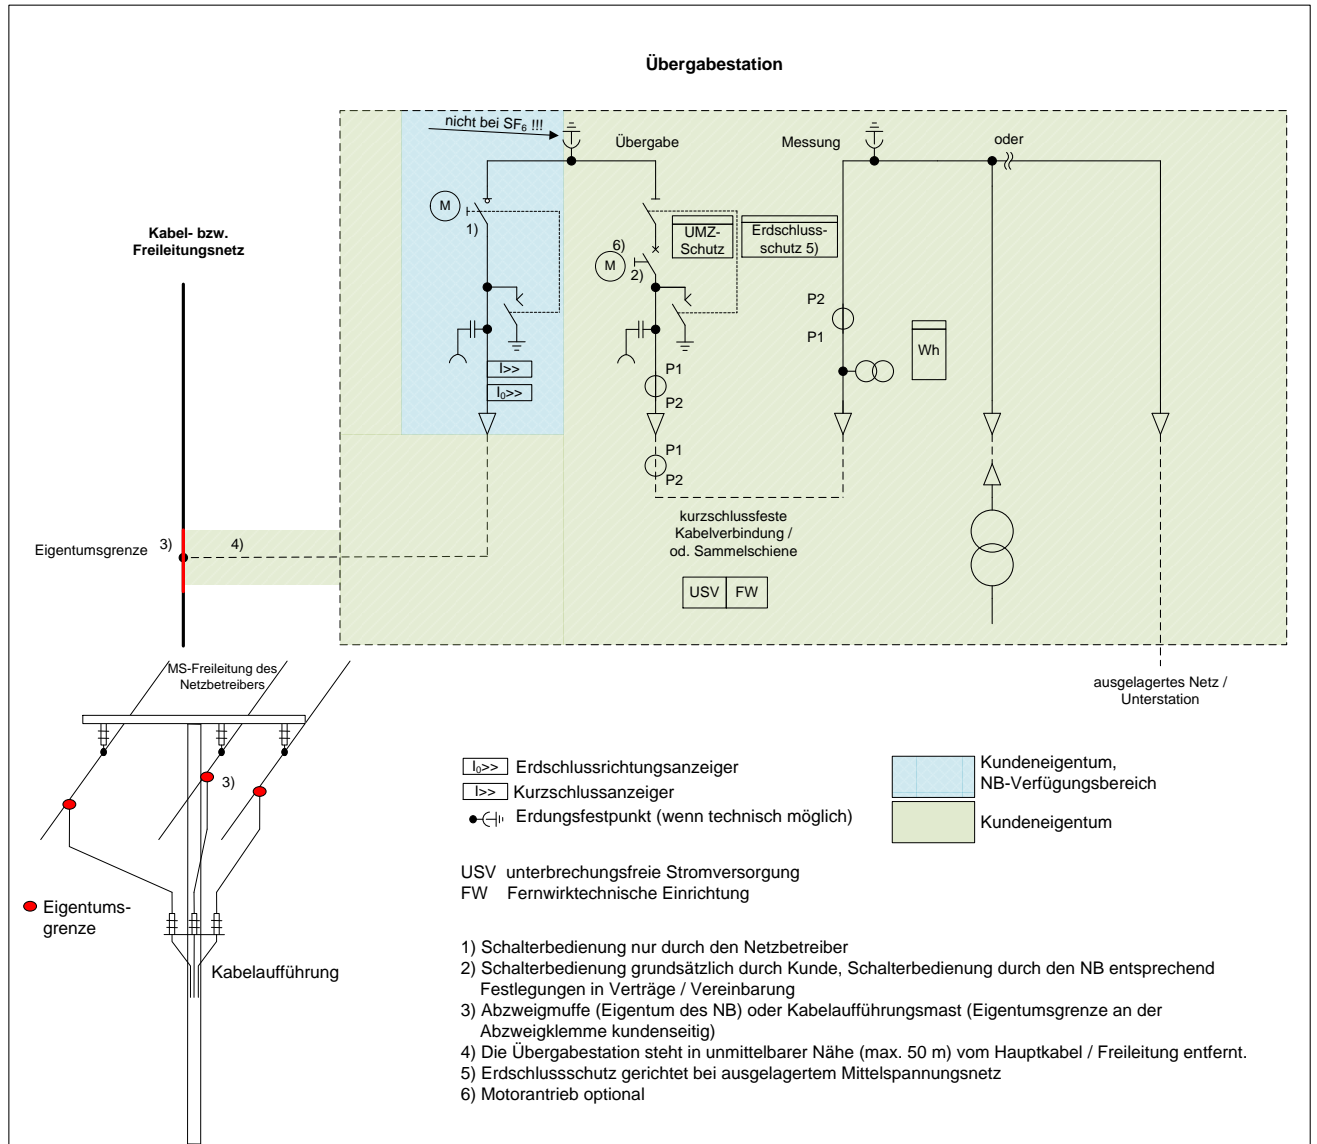 Übergabestation
nicht bei SF₆ !!!
Übergabe
Messung
oder
M
1)
Kabel- bzw.
Freileitungsnetz
UMZ-
Schutz
Erdschluss-
schutz 5)
6)
M
2)
P2
P1
Wh
I>>
I₀>>
P1
P2
P1
P2
kurzschlussfeste
Kabelverbindung /
od. Sammelschiene
Eigentumsgrenze
3)
4)
USV
FW
MS-Freileitung des
Netzbetreibers
ausgelagertes Netz /
Unterstation
3)
Eigentums-
grenze
Kabelaufführung
I₀>> Erdschlussrichtungsanzeiger
I>> Kurzschlussanzeiger
Erdungsfestpunkt (wenn technisch möglich)
Kundeneigentum,
NB-Verfügungsbereich
Kundeneigentum
USV unterbrechungsfreie Stromversorgung
FW Fernwirktechnische Einrichtung
1) Schalterbedienung nur durch den Netzbetreiber
2) Schalterbedienung grundsätzlich durch Kunde, Schalterbedienung durch den NB entsprechend
Festlegungen in Verträge / Vereinbarung
3) Abzweigmuffe (Eigentum des NB) oder Kabelaufführungsmast (Eigentumsgrenze an der
Abzweigklemme kundenseitig)
4) Die Übergabestation steht in unmittelbarer Nähe (max. 50 m) vom Hauptkabel / Freileitung entfernt.
5) Erdschlussschutz gerichtet bei ausgelagertem Mittelspannungsnetz
6) Motorantrieb optional